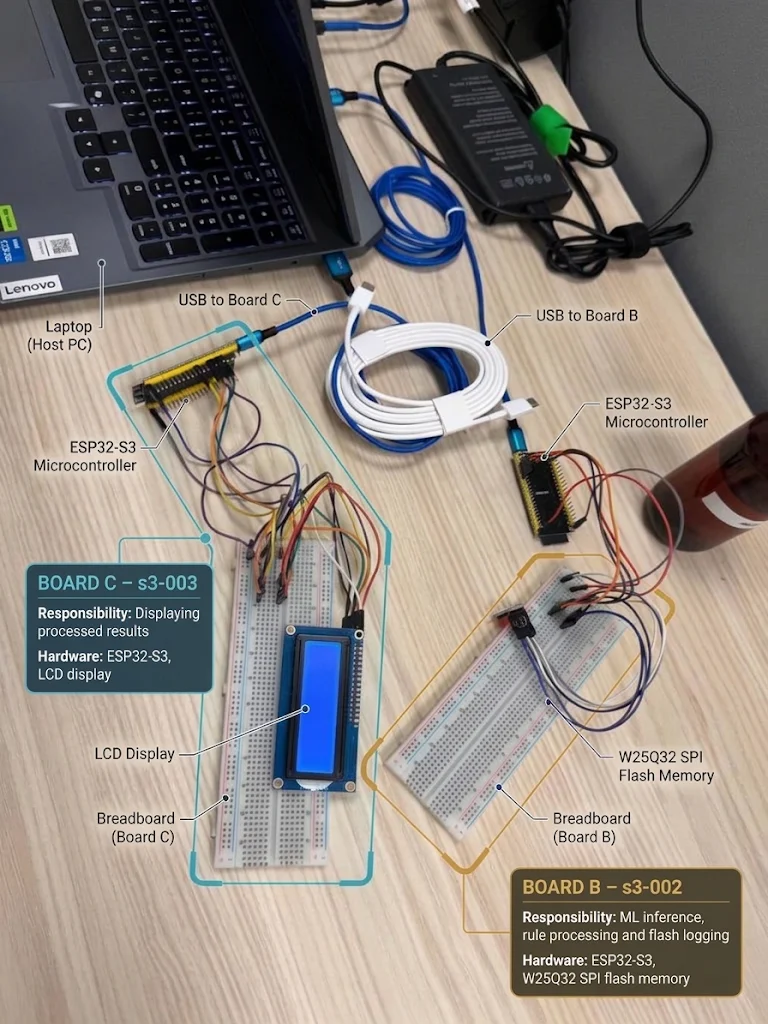 Lenovo
Laptop
(Host PC)
USB to Board C
USB to Board B
ESP32-S3
Microcontroller
ESP32-S3
Microcontroller
BOARD C – s3-003
Responsibility: Displaying
processed results
Hardware: ESP32-S3,
LCD display
LCD Display
W25Q32 SPI
Flash Memory
Breadboard
(Board C)
Breadboard
(Board B)
BOARD B – s3-002
Responsibility: ML inference,
rule processing and flash logging
Hardware: ESP32-S3,
W25Q32 SPI flash memory